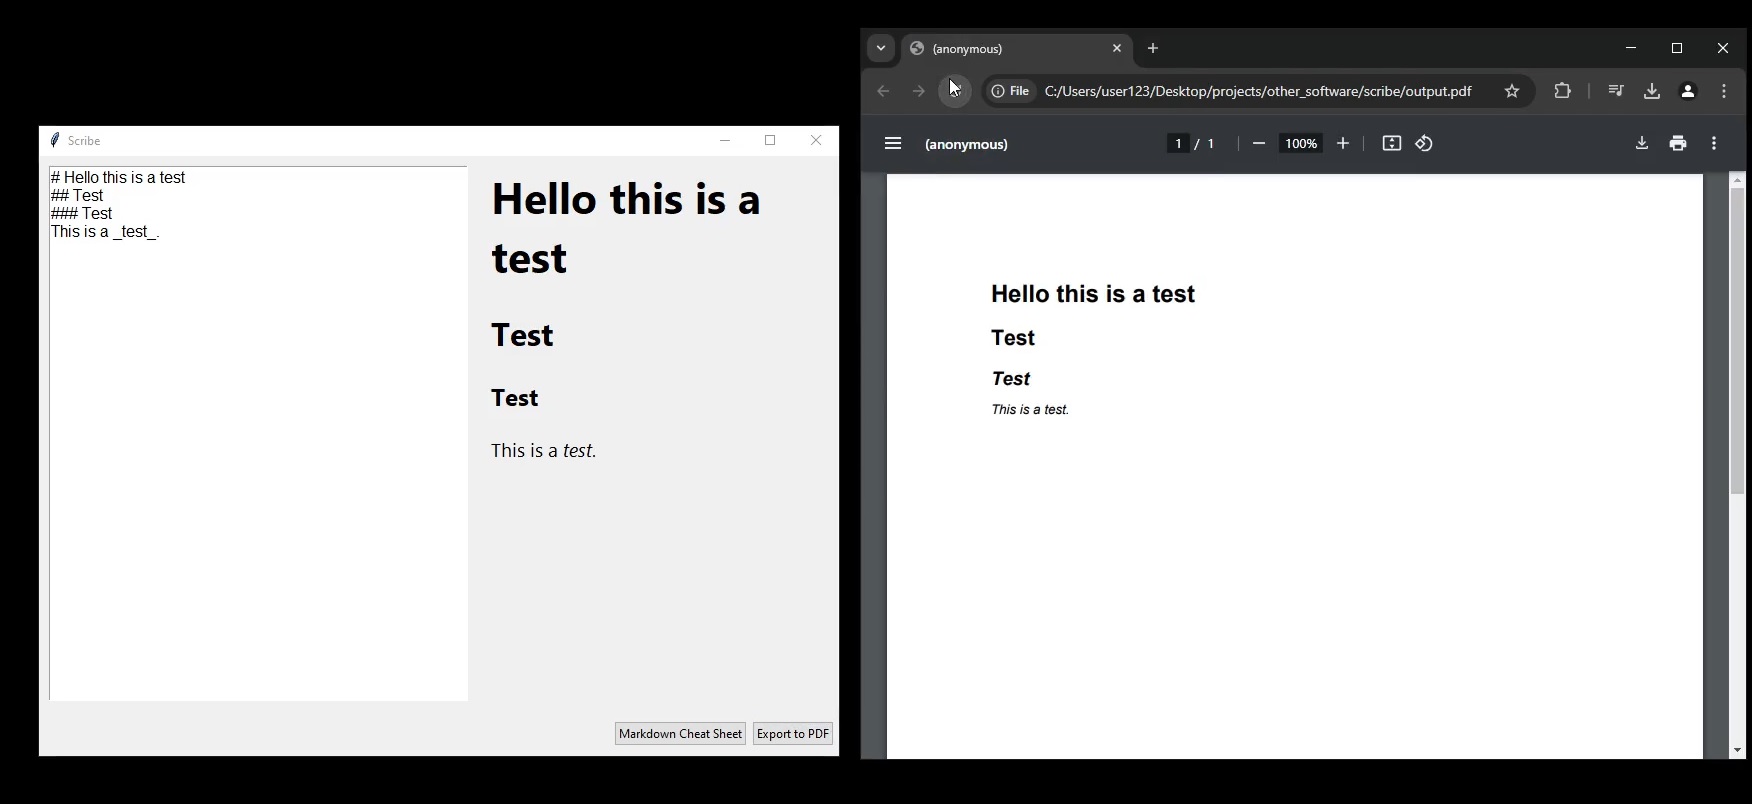 Scribe
# Hello this is a test
## Test
### Test
This is a _test_.
Hello this is a
test
Test
Test
This is a test.
Markdown Cheat Sheet
Export to PDF
(anonymous)
File
C:/Users/user123/Desktop/projects/other_software/scribe/output.pdf
(anonymous)
1 / 1
100%
Hello this is a test
Test
Test
This is a test.